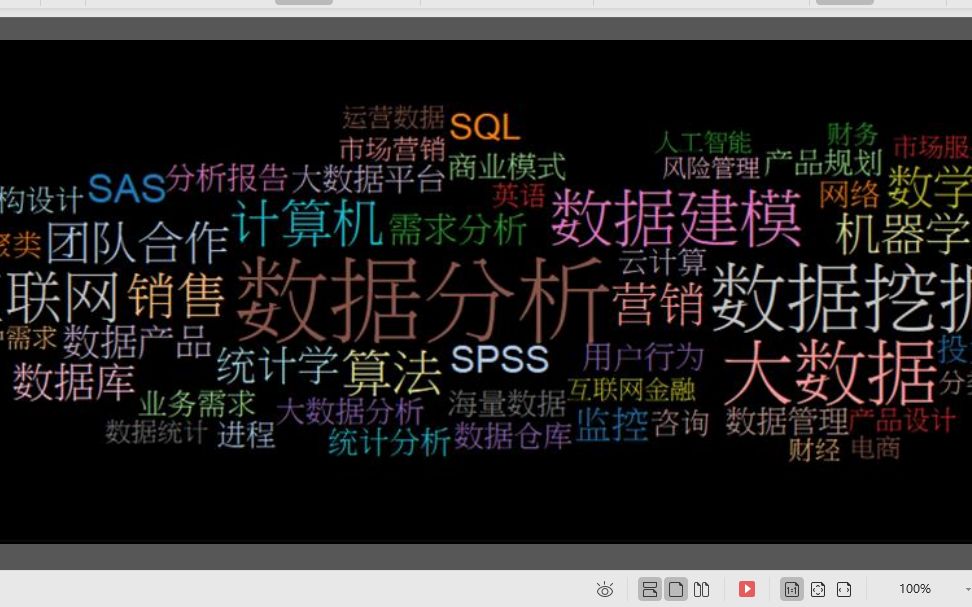 运营数据 SQL
人工智能 财务
市场营销 商业模式 风险管理 产品规划 市场服
构设计 SAS 分析报告 大数据平台 英语 网络 数学
聚类 团队合作 计算机 需求分析 数据建模 机器学
联网 销售 数据分析 云计算 营销 数据挖掘
需求 数据产品 统计学 算法 SPSS 用户行为 大数据 投
数据库 互联网金融 分
业务需求 大数据分析 海量数据 监控 咨询 数据管理 产品设计
数据统计 进程 统计分析 数据仓库 财经 电商
1:1
100%